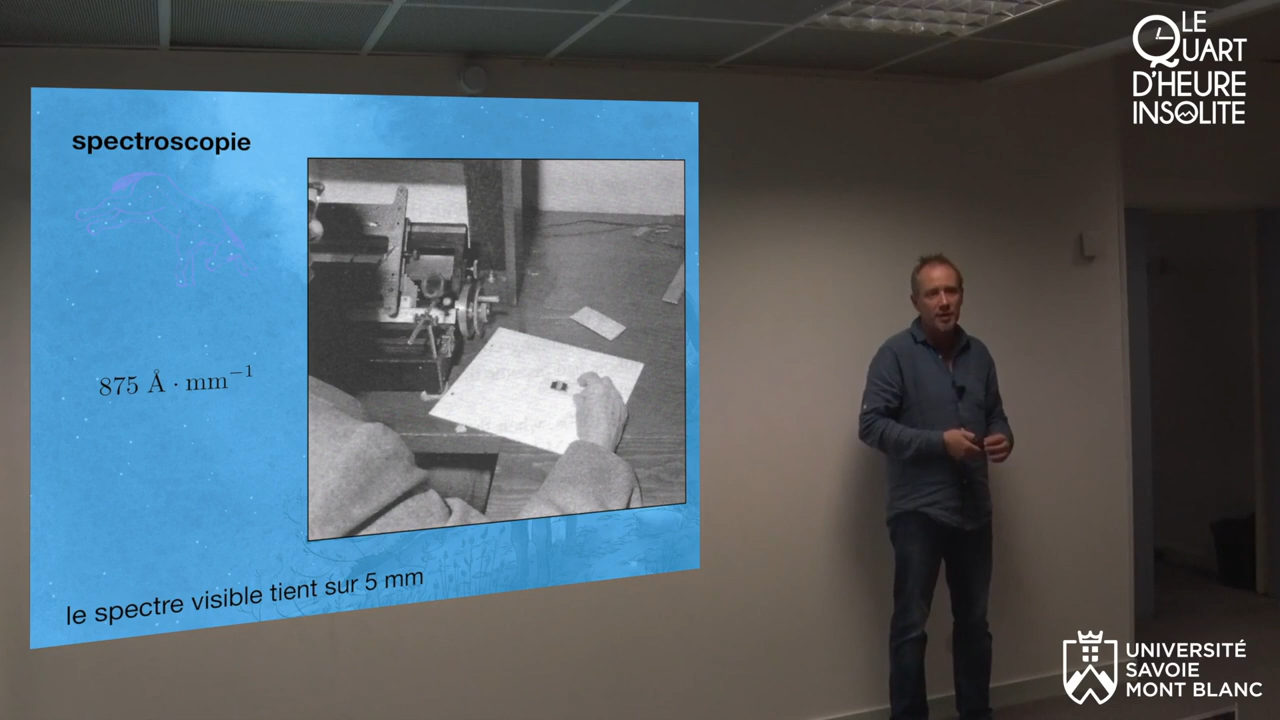 LE
QUART
D'HEURE
INSOLITE
spectroscopie
875 Å · mm⁻¹
le spectre visible tient sur 5 mm
UNIVERSITÉ
SAVOIE
MONT BLANC